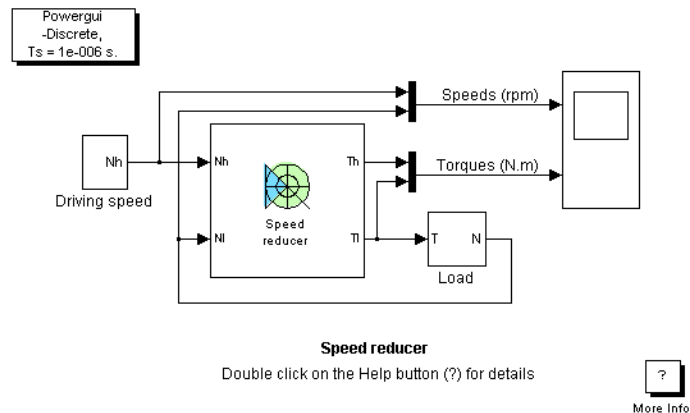 Powergui
-Discrete,
Ts = 1e-006 s.
Speeds (rpm)
Nh
Driving speed
Nh
Th
Torques (N.m)
Speed
reducer
Nl
Tl
T
N
Load
Speed reducer
Double click on the Help button (?) for details
?
More Info